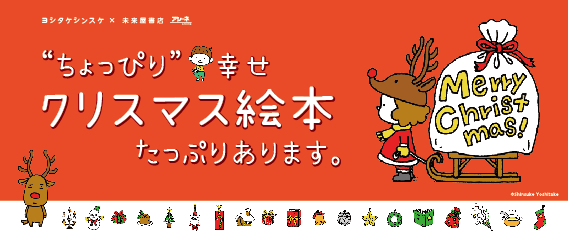 ヨシタケシンスケ × 未来屋書店 アシーネ
“ちょっぴり”幸せ
クリスマス絵本
たっぷりあります。
Merry
Christ
mas!
©Shinsuke Yoshitake